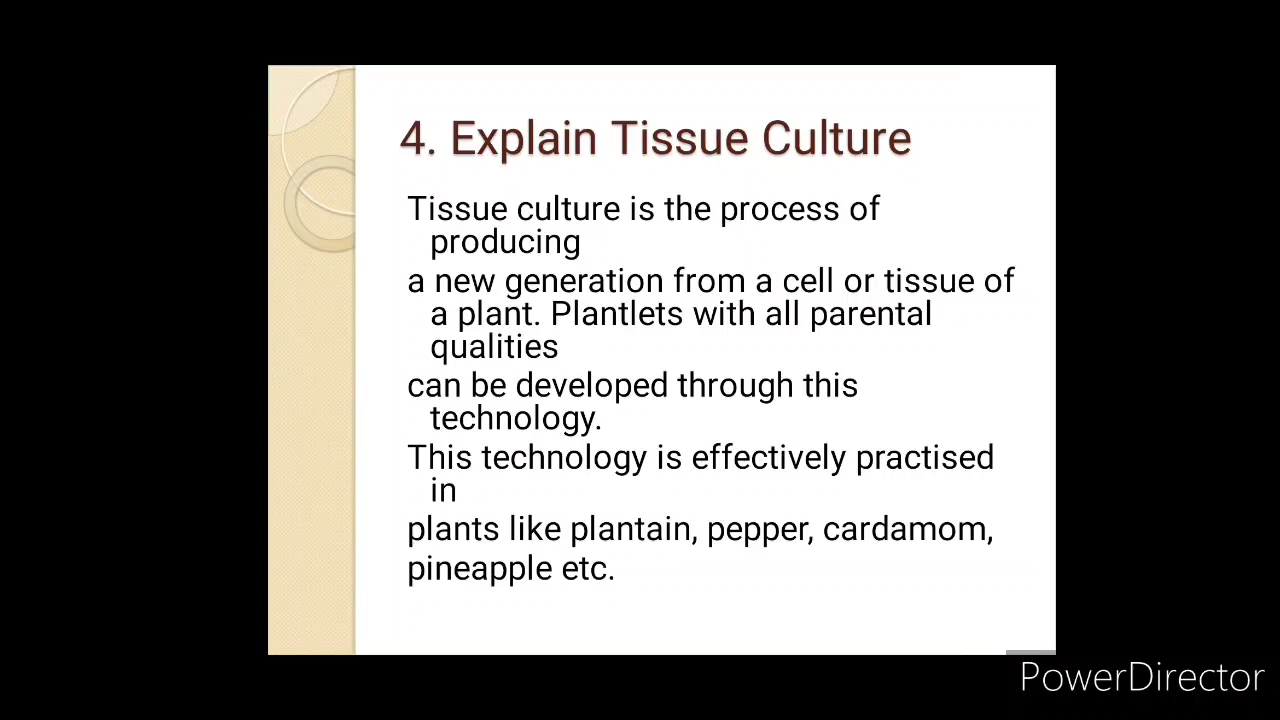 4. Explain Tissue Culture
Tissue culture is the process of
producing
a new generation from a cell or tissue of
a plant. Plantlets with all parental
qualities
can be developed through this
technology.
This technology is effectively practised
in
plants like plantain, pepper, cardamom,
pineapple etc.
PowerDirector